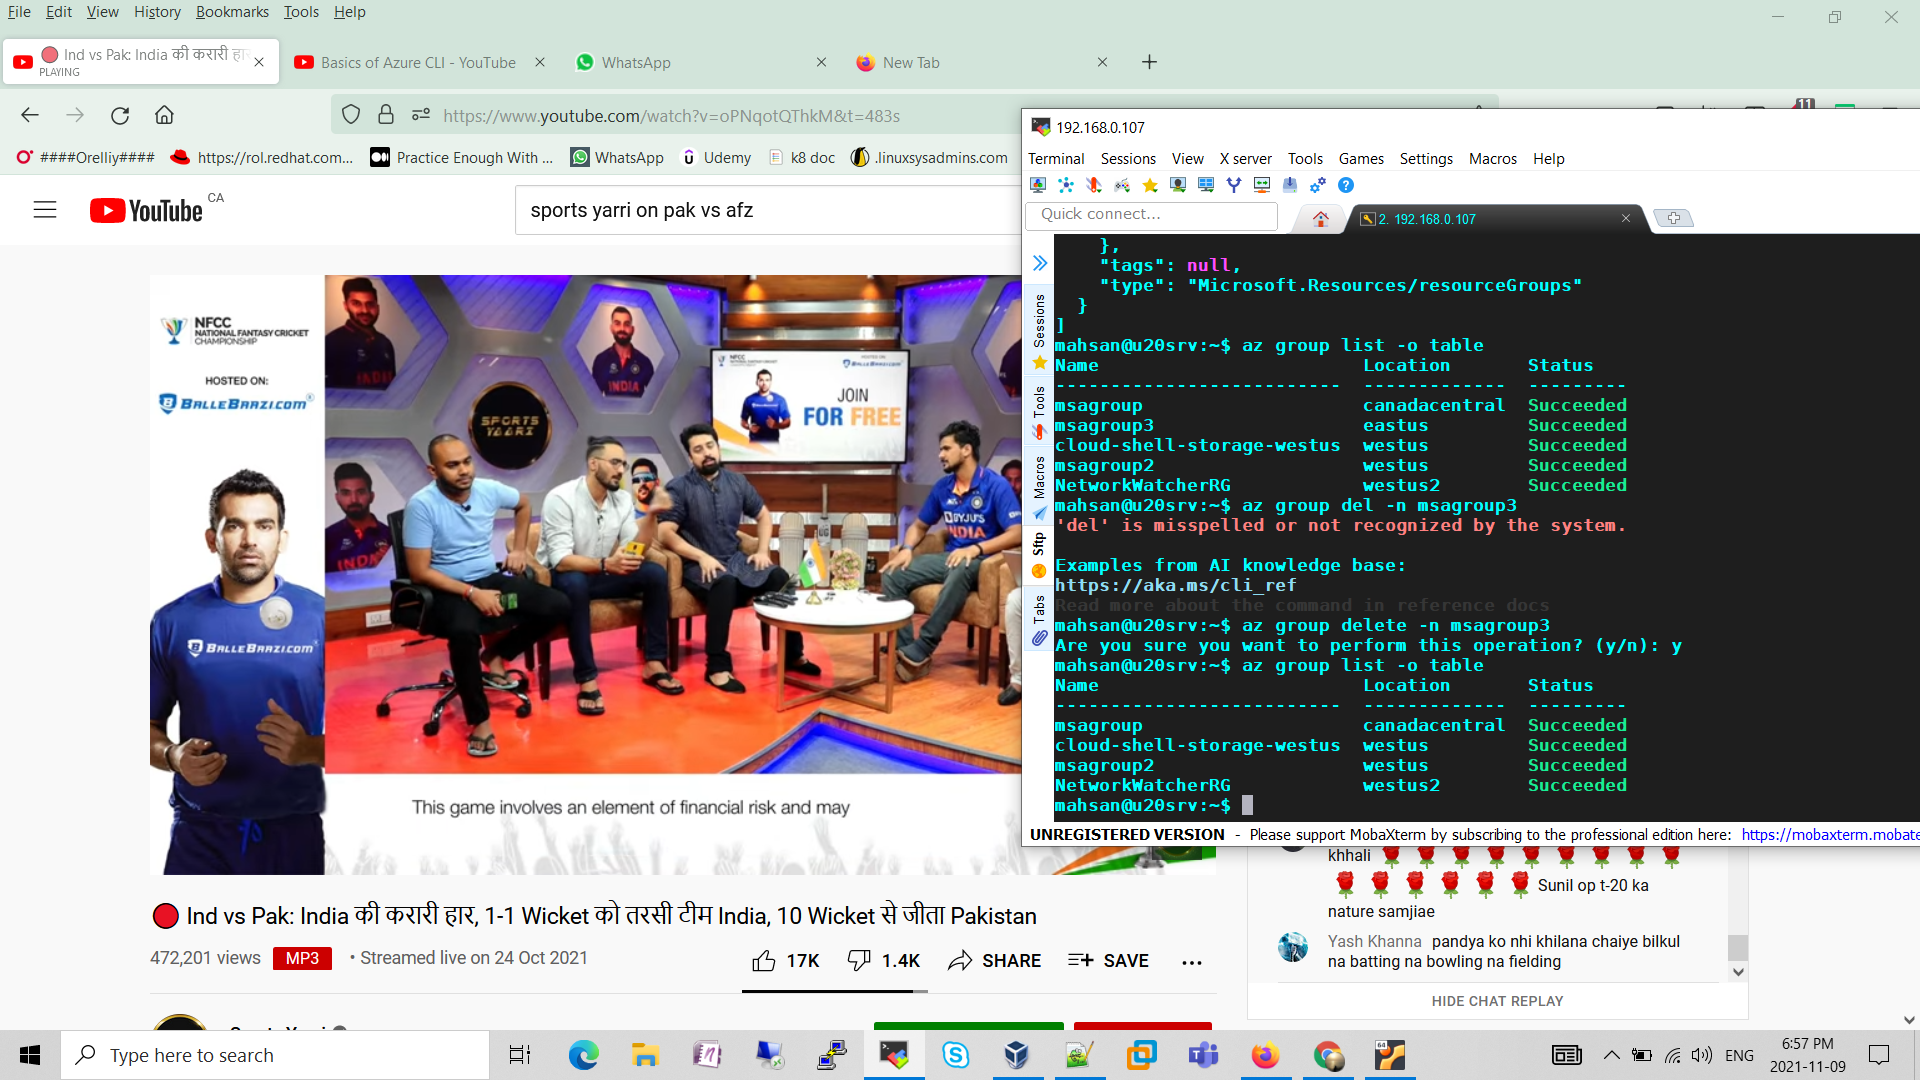 File Edit View History Bookmarks Tools Help
Ind vs Pak: India की करारी हार
PLAYING
Basics of Azure CLI - YouTube
WhatsApp
New Tab
https://www.youtube.com/watch?v=oPNqotQThkM&t=483s
11
####Orelliy####
https://rol.redhat.com...
Practice Enough With ...
WhatsApp
Udemy
k8 doc
.linuxsysadmins.com
YouTube CA
sports yarri on pak vs afz
NFCC
NATIONAL FANTASY CRICKET
CHAMPIONSHIP
HOSTED ON:
BALLEBAAZI.COM
BALLEBAAZI.COM
INDIA
INDIA
SPORTS
YAARI
JOIN
FOR FREE
BYJU'S
INDIA
This game involves an element of financial risk and may
Ind vs Pak: India की करारी हार, 1-1 Wicket को तरसी टीम India, 10 Wicket से जीता Pakistan
472,201 views MP3 • Streamed live on 24 Oct 2021
17K 1.4K SHARE SAVE
192.168.0.107
Terminal Sessions View X server Tools Games Settings Macros Help
Quick connect...
2. 192.168.0.107
Sessions
Tools
Macros
Sftp
Tabs
},
"tags": null,
"type": "Microsoft.Resources/resourceGroups"
}
]
mahsan@u20srv:~$ az group list -o table
Name Location Status
-------------------------- ------------- ---------
msagroup canadacentral Succeeded
msagroup3 eastus Succeeded
cloud-shell-storage-westus westus Succeeded
msagroup2 westus Succeeded
NetworkWatcherRG westus2 Succeeded
mahsan@u20srv:~$ az group del -n msagroup3
'del' is misspelled or not recognized by the system.
Examples from AI knowledge base:
https://aka.ms/cli_ref
Read more about the command in reference docs
mahsan@u20srv:~$ az group delete -n msagroup3
Are you sure you want to perform this operation? (y/n): y
mahsan@u20srv:~$ az group list -o table
Name Location Status
-------------------------- ------------- ---------
msagroup canadacentral Succeeded
cloud-shell-storage-westus westus Succeeded
msagroup2 westus Succeeded
NetworkWatcherRG westus2 Succeeded
mahsan@u20srv:~$
UNREGISTERED VERSION - Please support MobaXterm by subscribing to the professional edition here: https://mobaxterm.mobate
khhali
Sunil op t-20 ka
nature samjiae
Yash Khanna pandya ko nhi khilana chaiye bilkul
na batting na bowling na fielding
HIDE CHAT REPLAY
Type here to search
64
ENG
6:57 PM
2021-11-09